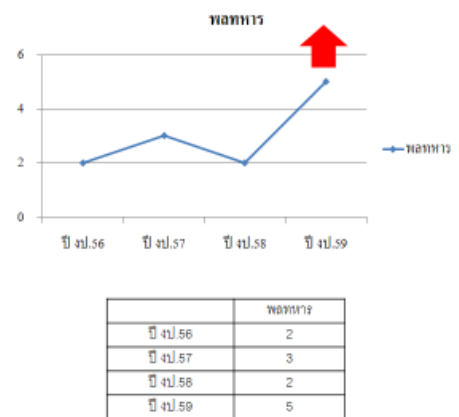 พลทหาร
6
4
2
0
พลทหาร
ปี งป.56 ปี งป.57 ปี งป.58 ปี งป.59
พลทหาร
ปี งป.56 2
ปี งป.57 3
ปี งป.58 2
ปี งป.59 5